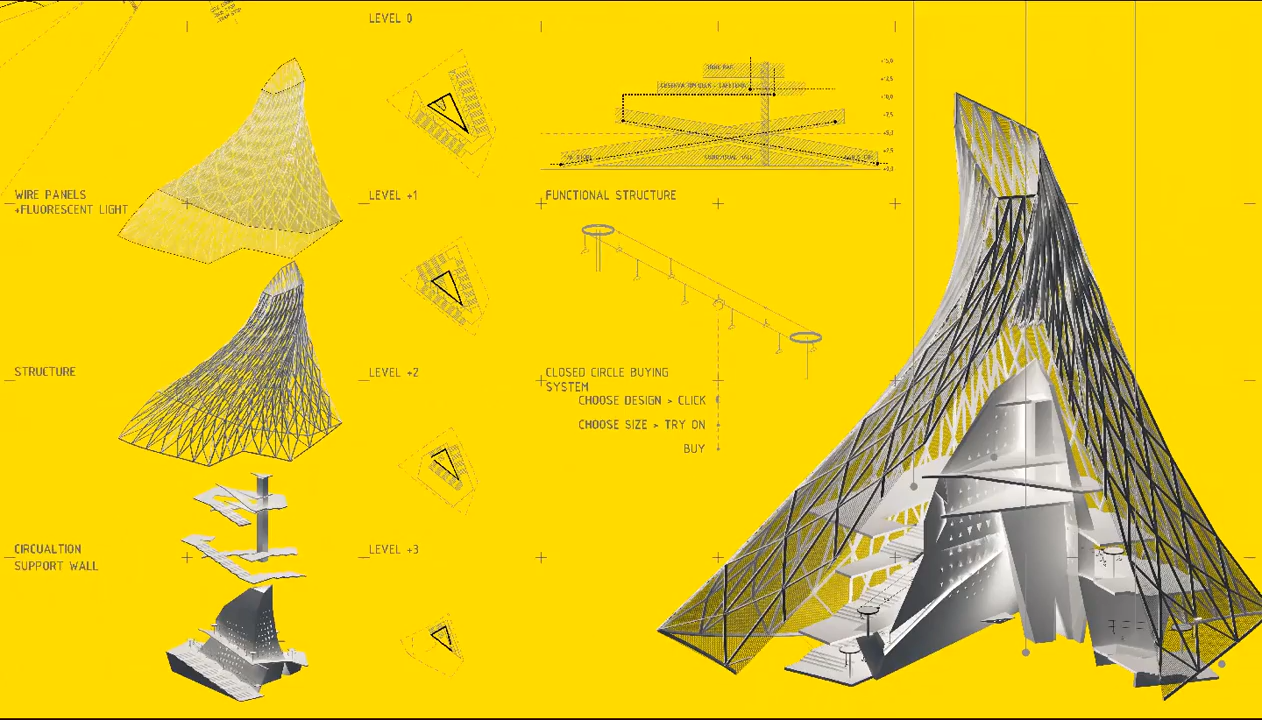 LEVEL 0
WIRE PANELS
+FLUORESCENT LIGHT
LEVEL +1
FUNCTIONAL STRUCTURE
STRUCTURE
LEVEL +2
CLOSED CIRCLE BUYING
SYSTEM
CHOOSE DESIGN > CLICK
CHOOSE SIZE > TRY ON
BUY
CIRCUALTION
SUPPORT WALL
LEVEL +3